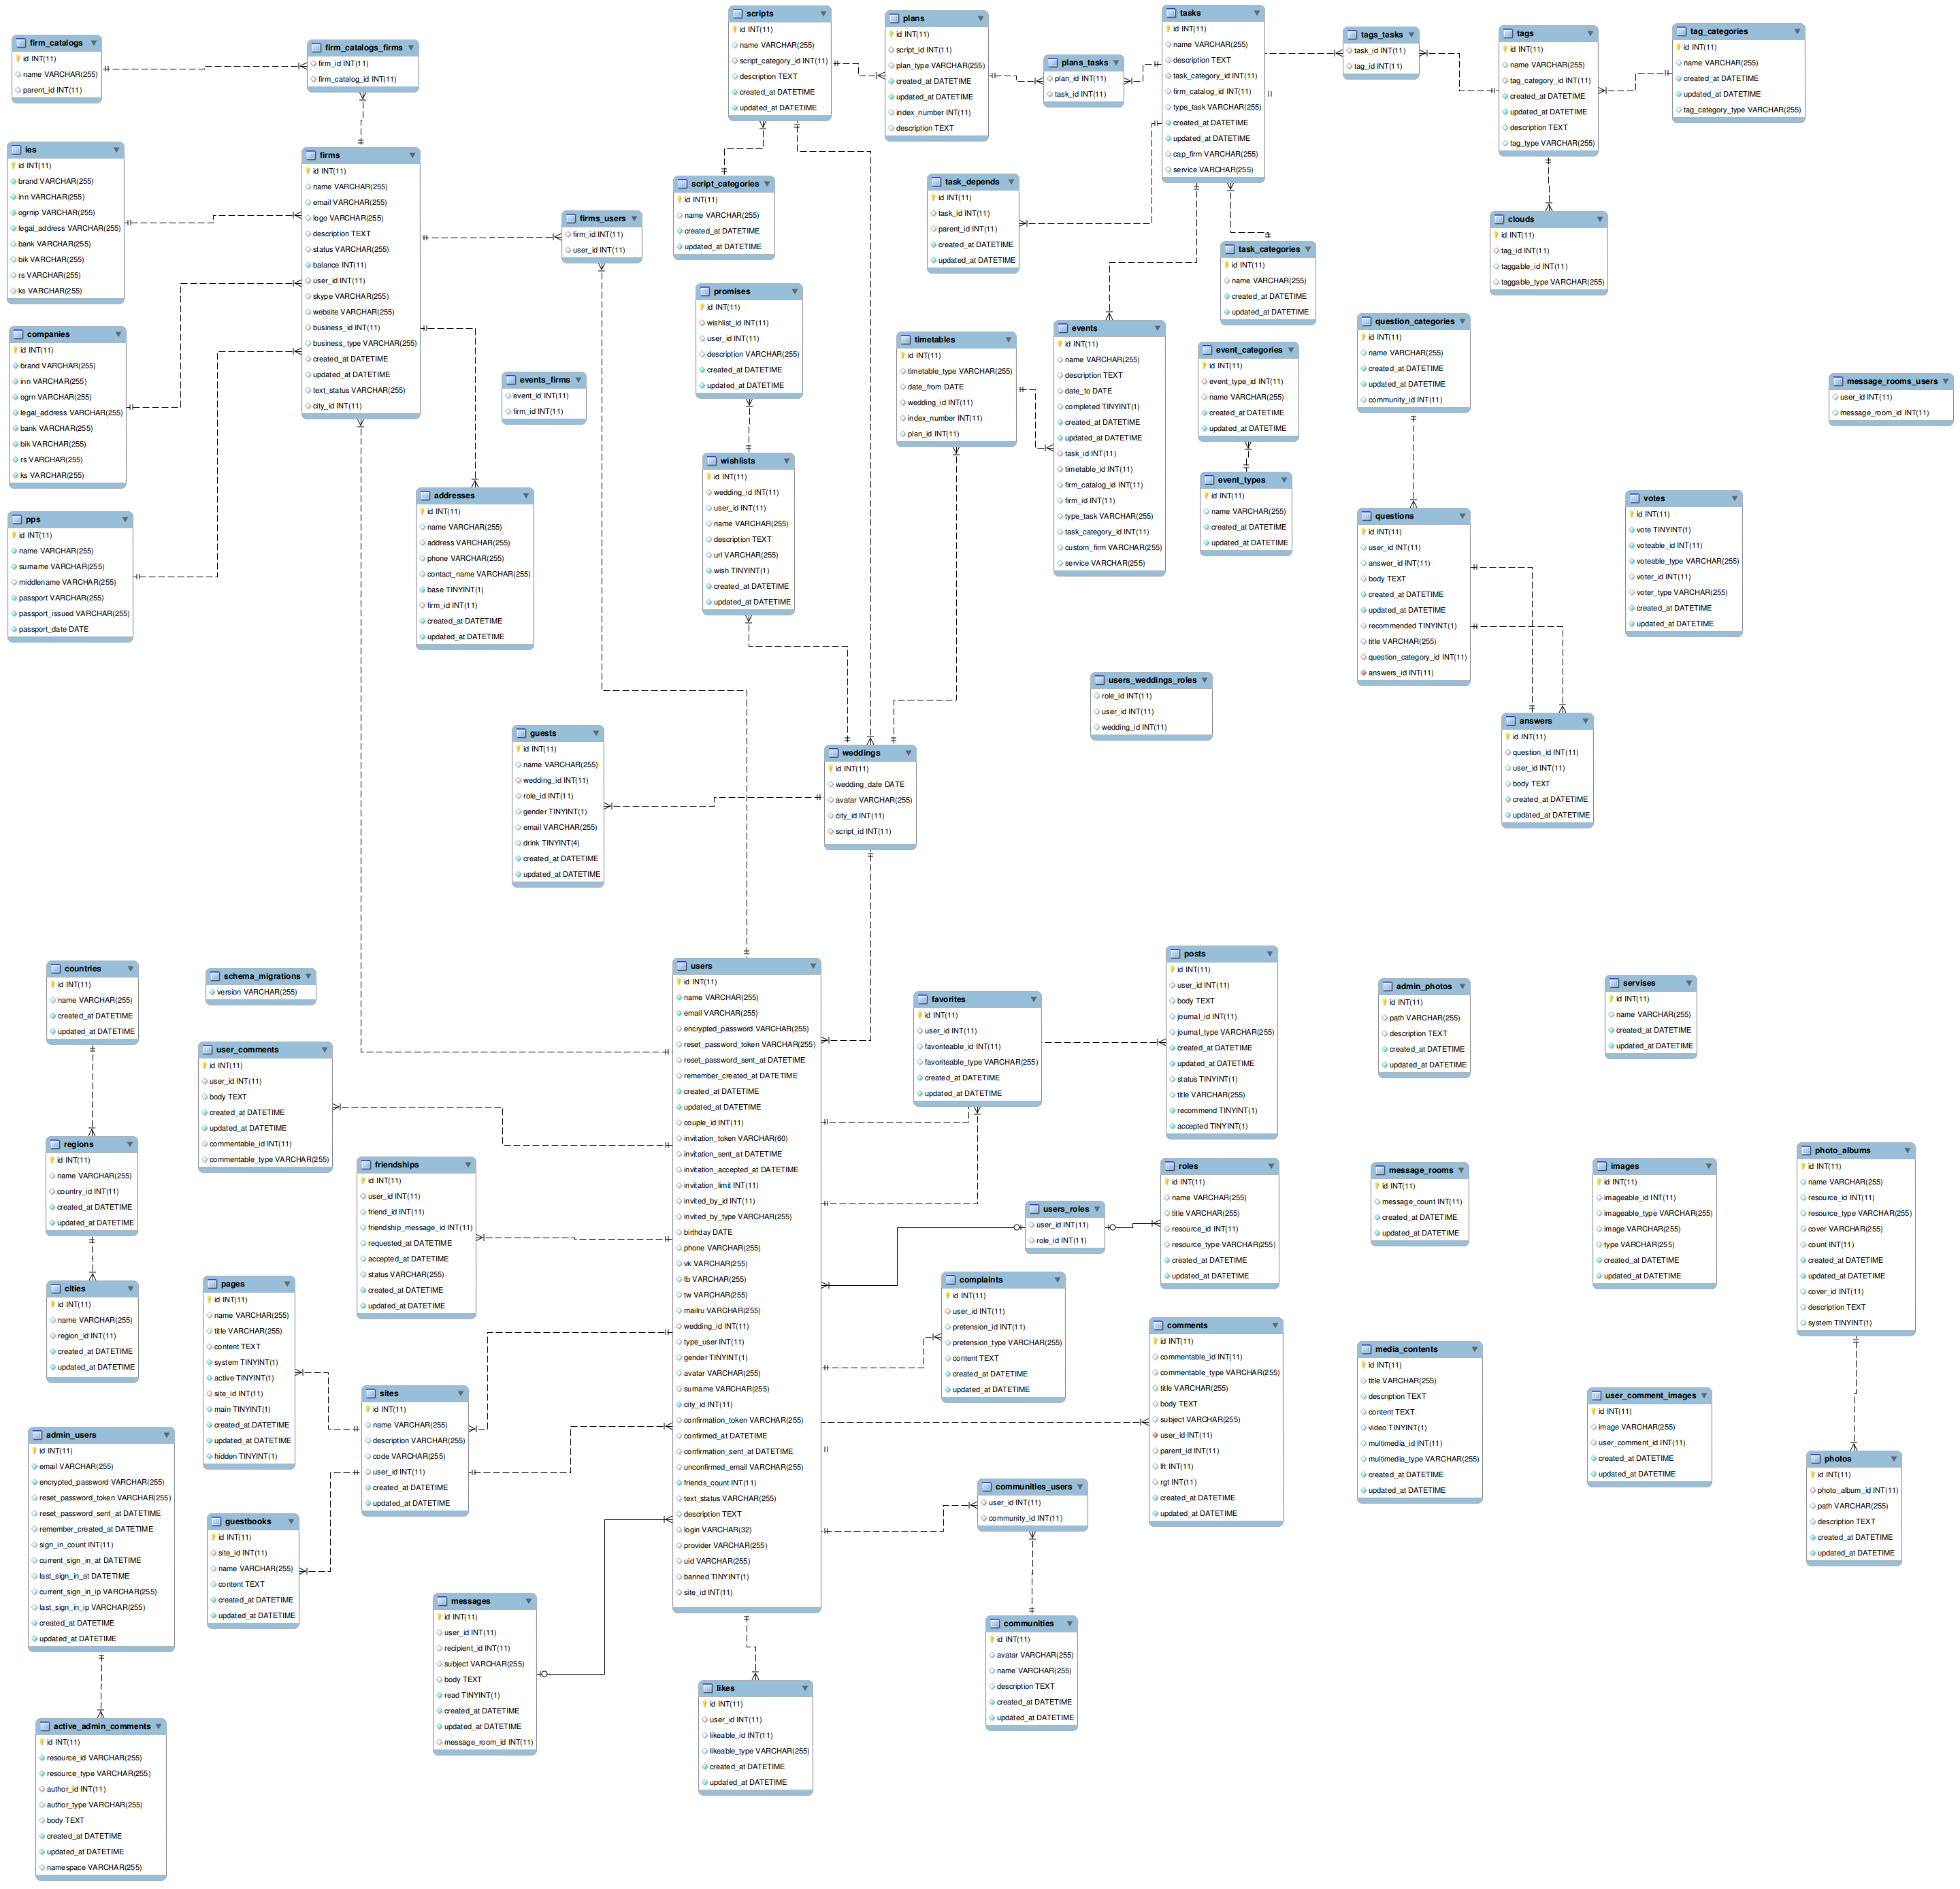 firm_catalogs
id INT(11)
name VARCHAR(255)
parent_id INT(11)
firm_catalogs_firms
firm_id INT(11)
firm_catalog_id INT(11)
scripts
id INT(11)
name VARCHAR(255)
script_category_id INT(11)
description TEXT
created_at DATETIME
updated_at DATETIME
plans
id INT(11)
script_id INT(11)
plan_type VARCHAR(255)
created_at DATETIME
updated_at DATETIME
index_number INT(11)
description TEXT
plans_tasks
plan_id INT(11)
task_id INT(11)
tasks
id INT(11)
name VARCHAR(255)
description TEXT
task_category_id INT(11)
firm_catalog_id INT(11)
type_task VARCHAR(255)
created_at DATETIME
updated_at DATETIME
cap_firm VARCHAR(255)
service VARCHAR(255)
tags_tasks
task_id INT(11)
tag_id INT(11)
tags
id INT(11)
name VARCHAR(255)
tag_category_id INT(11)
created_at DATETIME
updated_at DATETIME
description TEXT
tag_type VARCHAR(255)
tag_categories
id INT(11)
name VARCHAR(255)
created_at DATETIME
updated_at DATETIME
tag_category_type VARCHAR(255)
ies
id INT(11)
brand VARCHAR(255)
inn VARCHAR(255)
ogrnip VARCHAR(255)
legal_address VARCHAR(255)
bank VARCHAR(255)
bik VARCHAR(255)
rs VARCHAR(255)
ks VARCHAR(255)
firms
id INT(11)
name VARCHAR(255)
email VARCHAR(255)
logo VARCHAR(255)
description TEXT
status VARCHAR(255)
balance INT(11)
user_id INT(11)
skype VARCHAR(255)
website VARCHAR(255)
business_id INT(11)
business_type VARCHAR(255)
created_at DATETIME
updated_at DATETIME
text_status VARCHAR(255)
city_id INT(11)
firms_users
firm_id INT(11)
user_id INT(11)
script_categories
id INT(11)
name VARCHAR(255)
created_at DATETIME
updated_at DATETIME
task_depends
id INT(11)
task_id INT(11)
parent_id INT(11)
created_at DATETIME
updated_at DATETIME
task_categories
id INT(11)
name VARCHAR(255)
created_at DATETIME
updated_at DATETIME
clouds
id INT(11)
tag_id INT(11)
taggable_id INT(11)
taggable_type VARCHAR(255)
companies
id INT(11)
brand VARCHAR(255)
inn VARCHAR(255)
ogrn VARCHAR(255)
legal_address VARCHAR(255)
bank VARCHAR(255)
bik VARCHAR(255)
rs VARCHAR(255)
ks VARCHAR(255)
events_firms
event_id INT(11)
firm_id INT(11)
promises
id INT(11)
wishlist_id INT(11)
user_id INT(11)
description VARCHAR(255)
created_at DATETIME
updated_at DATETIME
timetables
id INT(11)
timetable_type VARCHAR(255)
date_from DATE
wedding_id INT(11)
index_number INT(11)
plan_id INT(11)
events
id INT(11)
name VARCHAR(255)
description TEXT
date_to DATE
completed TINYINT(1)
created_at DATETIME
updated_at DATETIME
task_id INT(11)
timetable_id INT(11)
firm_catalog_id INT(11)
firm_id INT(11)
type_task VARCHAR(255)
task_category_id INT(11)
custom_firm VARCHAR(255)
service VARCHAR(255)
event_categories
id INT(11)
event_type_id INT(11)
name VARCHAR(255)
created_at DATETIME
updated_at DATETIME
event_types
id INT(11)
name VARCHAR(255)
created_at DATETIME
updated_at DATETIME
question_categories
id INT(11)
name VARCHAR(255)
created_at DATETIME
updated_at DATETIME
community_id INT(11)
message_rooms_users
user_id INT(11)
message_room_id INT(11)
pps
id INT(11)
name VARCHAR(255)
surname VARCHAR(255)
middlename VARCHAR(255)
passport VARCHAR(255)
passport_issued VARCHAR(255)
passport_date DATE
addresses
id INT(11)
name VARCHAR(255)
address VARCHAR(255)
phone VARCHAR(255)
contact_name VARCHAR(255)
base TINYINT(1)
firm_id INT(11)
created_at DATETIME
updated_at DATETIME
wishlists
id INT(11)
wedding_id INT(11)
user_id INT(11)
name VARCHAR(255)
description TEXT
url VARCHAR(255)
wish TINYINT(1)
created_at DATETIME
updated_at DATETIME
questions
id INT(11)
user_id INT(11)
answer_id INT(11)
body TEXT
created_at DATETIME
updated_at DATETIME
recommended TINYINT(1)
title VARCHAR(255)
question_category_id INT(11)
answers_id INT(11)
votes
id INT(11)
vote TINYINT(1)
voteable_id INT(11)
voteable_type VARCHAR(255)
voter_id INT(11)
voter_type VARCHAR(255)
created_at DATETIME
updated_at DATETIME
users_weddings_roles
role_id INT(11)
user_id INT(11)
wedding_id INT(11)
answers
id INT(11)
question_id INT(11)
user_id INT(11)
body TEXT
created_at DATETIME
updated_at DATETIME
guests
id INT(11)
name VARCHAR(255)
wedding_id INT(11)
role_id INT(11)
gender TINYINT(1)
email VARCHAR(255)
drink TINYINT(4)
created_at DATETIME
updated_at DATETIME
weddings
id INT(11)
wedding_date DATE
avatar VARCHAR(255)
city_id INT(11)
script_id INT(11)
countries
id INT(11)
name VARCHAR(255)
created_at DATETIME
updated_at DATETIME
schema_migrations
version VARCHAR(255)
user_comments
id INT(11)
user_id INT(11)
body TEXT
created_at DATETIME
updated_at DATETIME
commentable_id INT(11)
commentable_type VARCHAR(255)
users
id INT(11)
name VARCHAR(255)
email VARCHAR(255)
encrypted_password VARCHAR(255)
reset_password_token VARCHAR(255)
reset_password_sent_at DATETIME
remember_created_at DATETIME
created_at DATETIME
updated_at DATETIME
couple_id INT(11)
invitation_token VARCHAR(60)
invitation_sent_at DATETIME
invitation_accepted_at DATETIME
invitation_limit INT(11)
invited_by_id INT(11)
invited_by_type VARCHAR(255)
birthday DATE
phone VARCHAR(255)
vk VARCHAR(255)
fb VARCHAR(255)
tw VARCHAR(255)
mailru VARCHAR(255)
wedding_id INT(11)
type_user INT(11)
gender TINYINT(1)
avatar VARCHAR(255)
surname VARCHAR(255)
city_id INT(11)
confirmation_token VARCHAR(255)
confirmed_at DATETIME
confirmation_sent_at DATETIME
unconfirmed_email VARCHAR(255)
friends_count INT(11)
text_status VARCHAR(255)
description TEXT
login VARCHAR(32)
provider VARCHAR(255)
uid VARCHAR(255)
banned TINYINT(1)
site_id INT(11)
favorites
id INT(11)
user_id INT(11)
favoriteable_id INT(11)
favoriteable_type VARCHAR(255)
created_at DATETIME
updated_at DATETIME
posts
id INT(11)
user_id INT(11)
body TEXT
journal_id INT(11)
journal_type VARCHAR(255)
created_at DATETIME
updated_at DATETIME
status TINYINT(1)
title VARCHAR(255)
recommend TINYINT(1)
accepted TINYINT(1)
admin_photos
id INT(11)
path VARCHAR(255)
description TEXT
created_at DATETIME
updated_at DATETIME
servises
id INT(11)
name VARCHAR(255)
created_at DATETIME
updated_at DATETIME
regions
id INT(11)
name VARCHAR(255)
country_id INT(11)
created_at DATETIME
updated_at DATETIME
friendships
id INT(11)
user_id INT(11)
friend_id INT(11)
friendship_message_id INT(11)
requested_at DATETIME
accepted_at DATETIME
status VARCHAR(255)
created_at DATETIME
updated_at DATETIME
users_roles
user_id INT(11)
role_id INT(11)
roles
id INT(11)
name VARCHAR(255)
title VARCHAR(255)
resource_id INT(11)
resource_type VARCHAR(255)
created_at DATETIME
updated_at DATETIME
message_rooms
id INT(11)
message_count INT(11)
created_at DATETIME
updated_at DATETIME
images
id INT(11)
imageable_id INT(11)
imageable_type VARCHAR(255)
image VARCHAR(255)
type VARCHAR(255)
created_at DATETIME
updated_at DATETIME
photo_albums
id INT(11)
name VARCHAR(255)
resource_id INT(11)
resource_type VARCHAR(255)
cover VARCHAR(255)
count INT(11)
created_at DATETIME
updated_at DATETIME
cover_id INT(11)
description TEXT
system TINYINT(1)
cities
id INT(11)
name VARCHAR(255)
region_id INT(11)
created_at DATETIME
updated_at DATETIME
pages
id INT(11)
name VARCHAR(255)
title VARCHAR(255)
content TEXT
system TINYINT(1)
active TINYINT(1)
site_id INT(11)
main TINYINT(1)
created_at DATETIME
updated_at DATETIME
hidden TINYINT(1)
sites
id INT(11)
name VARCHAR(255)
description VARCHAR(255)
code VARCHAR(255)
user_id INT(11)
created_at DATETIME
updated_at DATETIME
complaints
id INT(11)
user_id INT(11)
pretension_id INT(11)
pretension_type VARCHAR(255)
content TEXT
created_at DATETIME
updated_at DATETIME
comments
id INT(11)
commentable_id INT(11)
commentable_type VARCHAR(255)
title VARCHAR(255)
body TEXT
subject VARCHAR(255)
user_id INT(11)
parent_id INT(11)
lft INT(11)
rgt INT(11)
created_at DATETIME
updated_at DATETIME
media_contents
id INT(11)
title VARCHAR(255)
description TEXT
content TEXT
video TINYINT(1)
multimedia_id INT(11)
multimedia_type VARCHAR(255)
created_at DATETIME
updated_at DATETIME
user_comment_images
id INT(11)
image VARCHAR(255)
user_comment_id INT(11)
created_at DATETIME
updated_at DATETIME
photos
id INT(11)
photo_album_id INT(11)
path VARCHAR(255)
description TEXT
created_at DATETIME
updated_at DATETIME
admin_users
id INT(11)
email VARCHAR(255)
encrypted_password VARCHAR(255)
reset_password_token VARCHAR(255)
reset_password_sent_at DATETIME
remember_created_at DATETIME
sign_in_count INT(11)
current_sign_in_at DATETIME
last_sign_in_at DATETIME
current_sign_in_ip VARCHAR(255)
last_sign_in_ip VARCHAR(255)
created_at DATETIME
updated_at DATETIME
guestbooks
id INT(11)
site_id INT(11)
name VARCHAR(255)
content TEXT
created_at DATETIME
updated_at DATETIME
messages
id INT(11)
user_id INT(11)
recipient_id INT(11)
subject VARCHAR(255)
body TEXT
read TINYINT(1)
created_at DATETIME
updated_at DATETIME
message_room_id INT(11)
communities_users
user_id INT(11)
community_id INT(11)
communities
id INT(11)
avatar VARCHAR(255)
name VARCHAR(255)
description TEXT
created_at DATETIME
updated_at DATETIME
likes
id INT(11)
user_id INT(11)
likeable_id INT(11)
likeable_type VARCHAR(255)
created_at DATETIME
updated_at DATETIME
active_admin_comments
id INT(11)
resource_id VARCHAR(255)
resource_type VARCHAR(255)
author_id INT(11)
author_type VARCHAR(255)
body TEXT
created_at DATETIME
updated_at DATETIME
namespace VARCHAR(255)